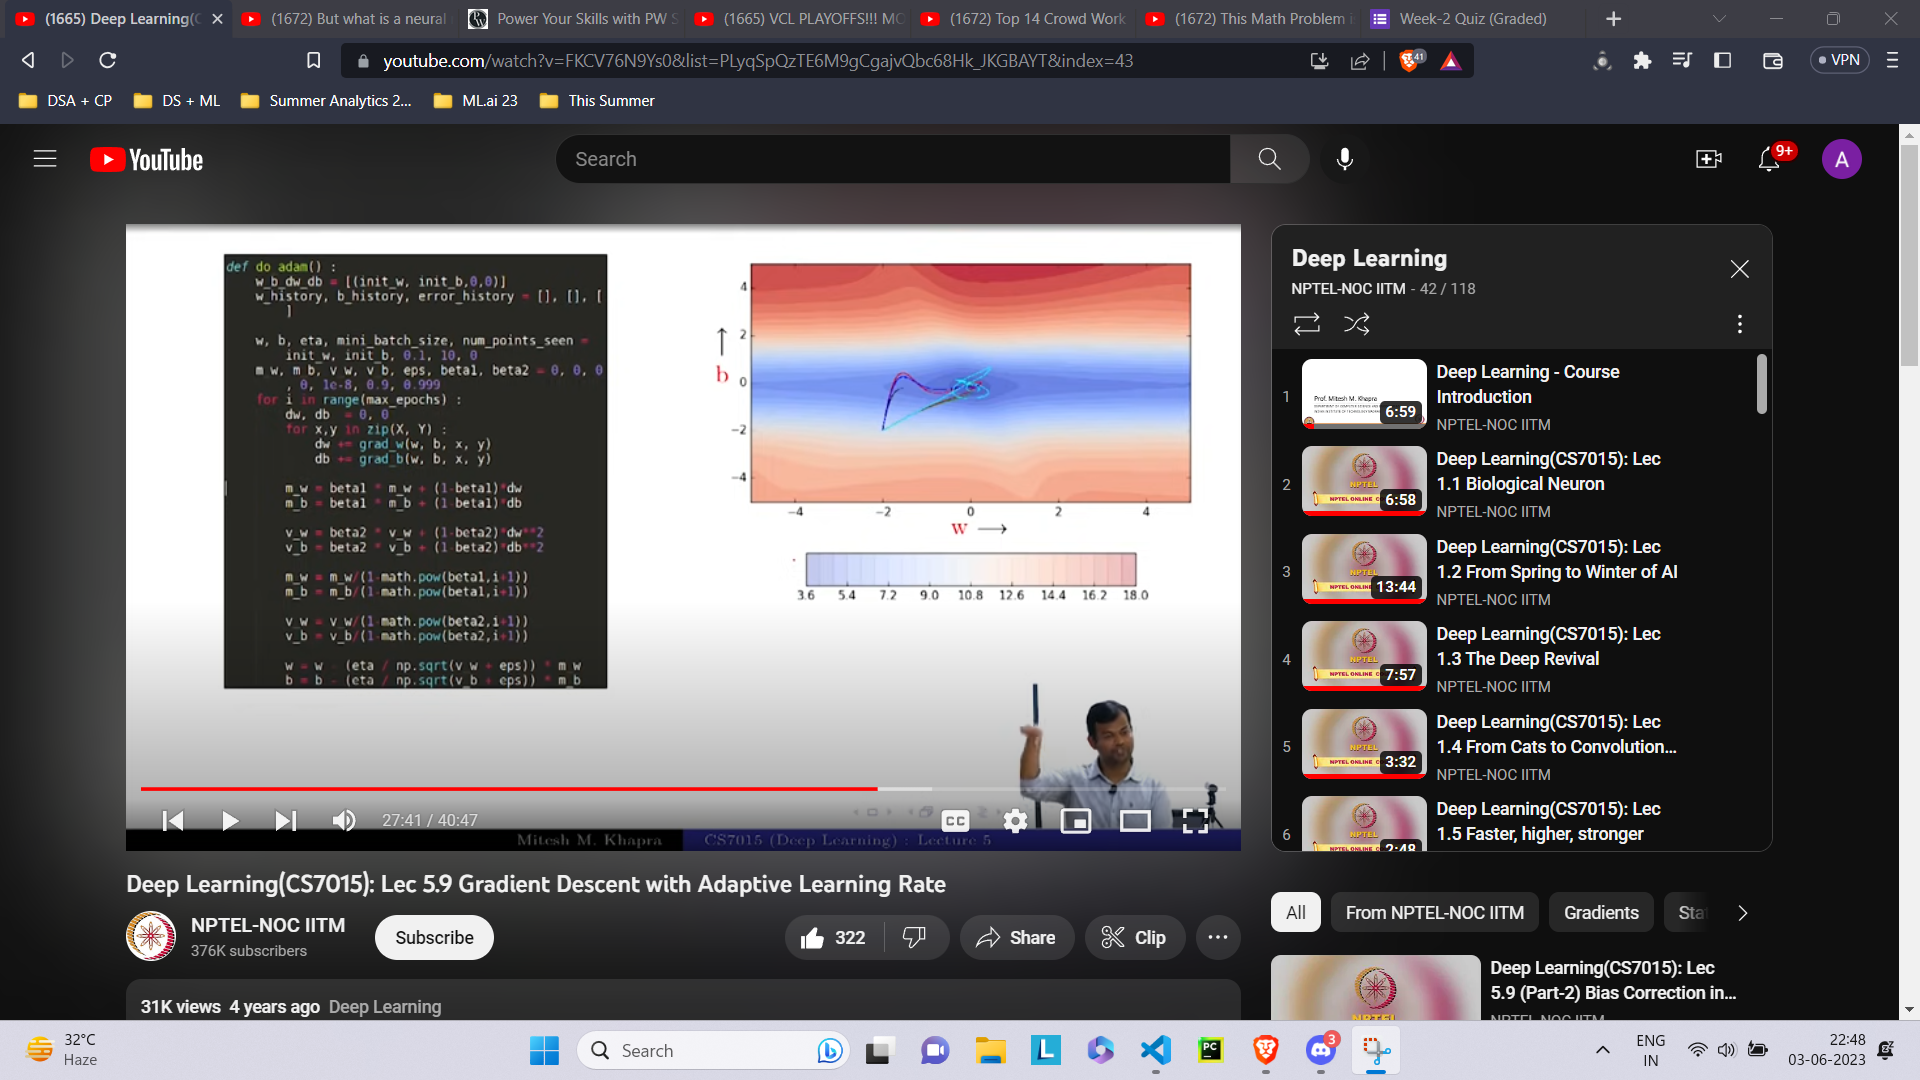 (1665) Deep Learning(C
(1672) But what is a neural
Power Your Skills with PW S
(1665) VCL PLAYOFFS!!! MC
(1672) Top 14 Crowd Work
(1672) This Math Problem i
Week-2 Quiz (Graded)
youtube.com/watch?v=FKCV76N9Ys0&list=PLyqSpQzTE6M9gCgajvQbc68Hk_JKGBAYT&index=43
41
VPN
DSA + CP
DS + ML
Summer Analytics 2...
ML.ai 23
This Summer
YouTube
Search
9+
A
def do_adam() :
w_b_dw_db = [(init_w, init_b,0,0)]
w_history, b_history, error_history = [], [], [
]
w, b, eta, mini_batch_size, num_points_seen =
init_w, init_b, 0.1, 10, 0
m_w, m_b, v_w, v_b, eps, beta1, beta2 = 0, 0, 0
, 0, 1e-8, 0.9, 0.999
for i in range(max_epochs) :
dw, db = 0, 0
for x,y in zip(X, Y) :
dw += grad_w(w, b, x, y)
db += grad_b(w, b, x, y)
m_w = beta1 * m_w + (1-beta1)*dw
m_b = beta1 * m_b + (1-beta1)*db
v_w = beta2 * v_w + (1-beta2)*dw**2
v_b = beta2 * v_b + (1-beta2)*db**2
m_w = m_w/(1-math.pow(beta1,i+1))
m_b = m_b/(1-math.pow(beta1,i+1))
v_w = v_w/(1-math.pow(beta2,i+1))
v_b = v_b/(1-math.pow(beta2,i+1))
w = w - (eta / np.sqrt(v_w + eps)) * m_w
b = b - (eta / np.sqrt(v_b + eps)) * m_b
4
2
b 0
−2
−4
−4 −2 0 2 4
w
3.6 5.4 7.2 9.0 10.8 12.6 14.4 16.2 18.0
27:41 / 40:47
CC
Mitesh M. Khapra
CS7015 (Deep Learning) : Lecture 5
Deep Learning(CS7015): Lec 5.9 Gradient Descent with Adaptive Learning Rate
NPTEL-NOC IITM
376K subscribers
Subscribe
322
Share
Clip
31K views 4 years ago Deep Learning
Deep Learning
NPTEL-NOC IITM - 42 / 118
1
Prof. Mitesh M. Khapra
6:59
Deep Learning - Course
Introduction
NPTEL-NOC IITM
2
NPTEL
6:58
Deep Learning(CS7015): Lec
1.1 Biological Neuron
NPTEL-NOC IITM
3
NPTEL
13:44
Deep Learning(CS7015): Lec
1.2 From Spring to Winter of AI
NPTEL-NOC IITM
4
NPTEL
7:57
Deep Learning(CS7015): Lec
1.3 The Deep Revival
NPTEL-NOC IITM
5
NPTEL
3:32
Deep Learning(CS7015): Lec
1.4 From Cats to Convolution...
NPTEL-NOC IITM
6
NPTEL
2:48
Deep Learning(CS7015): Lec
1.5 Faster, higher, stronger
All
From NPTEL-NOC IITM
Gradients
Sta
Deep Learning(CS7015): Lec
5.9 (Part-2) Bias Correction in...
NPTEL-NOC IITM
32°C
Haze
Search
L
PC
3
ENG
IN
22:48
03-06-2023